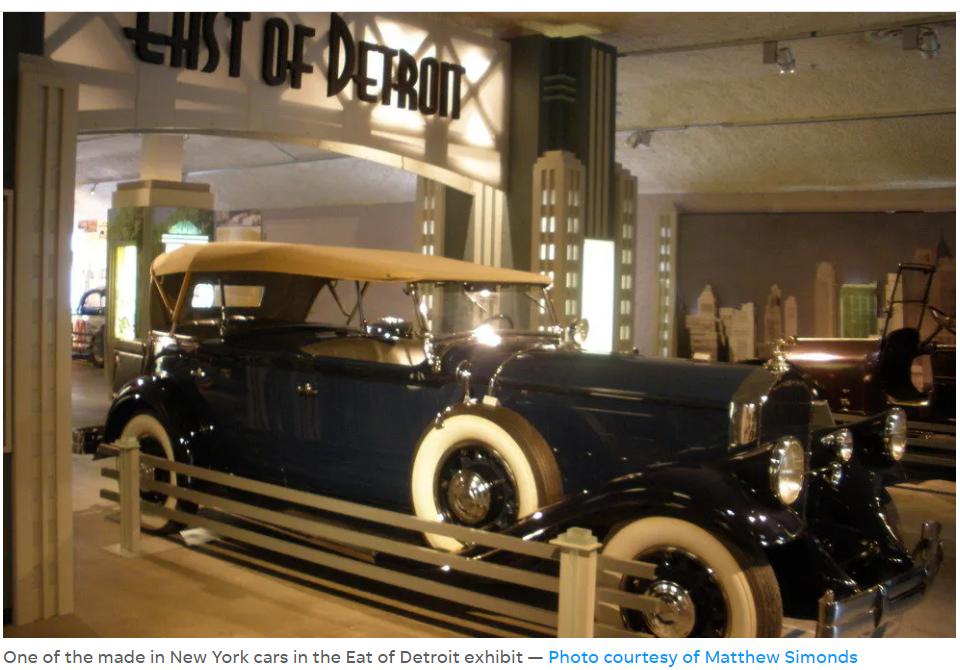 EAST OF DETROIT
One of the made in New York cars in the Eat of Detroit exhibit — Photo courtesy of Matthew Simonds